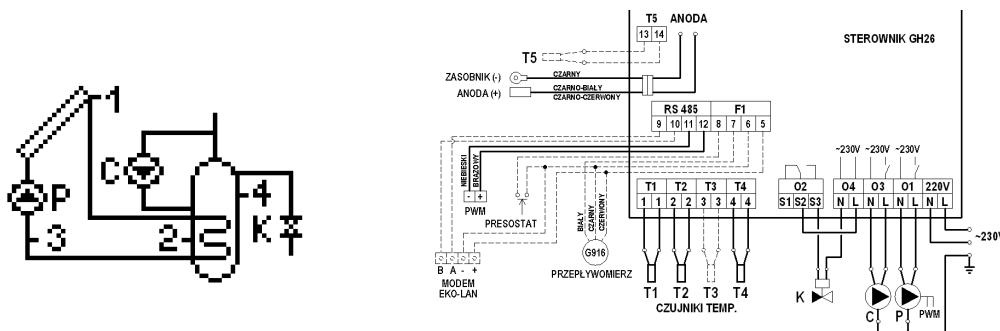 1
C
P
4
3
2
K
T5
13 14
ANODA
STEROWNIK GH26
T5
ZASOBNIK (-)
CZARNY
ANODA (+)
CZARNO-BIAŁY
CZARNO-CZERWONY
RS 485 F1
9 10 11 12 8 7 6 5
NIEBIESKI
BRĄZOWY
- +
PWM
PRESOSTAT
BIAŁY
CZARNY
CZERWONY
G916
PRZEPŁYWOMIERZ
B A - +
MODEM
EKO-LAN
T1 T2 T3 T4
1 1 2 2 3 3 4 4
T1 T2 T3 T4
CZUJNIKI TEMP.
~230V ~230V ~230V
O2 O4 O3 O1 220V
S1 S2 S3 N L N L N L N L
~230V
K
C
P
PWM